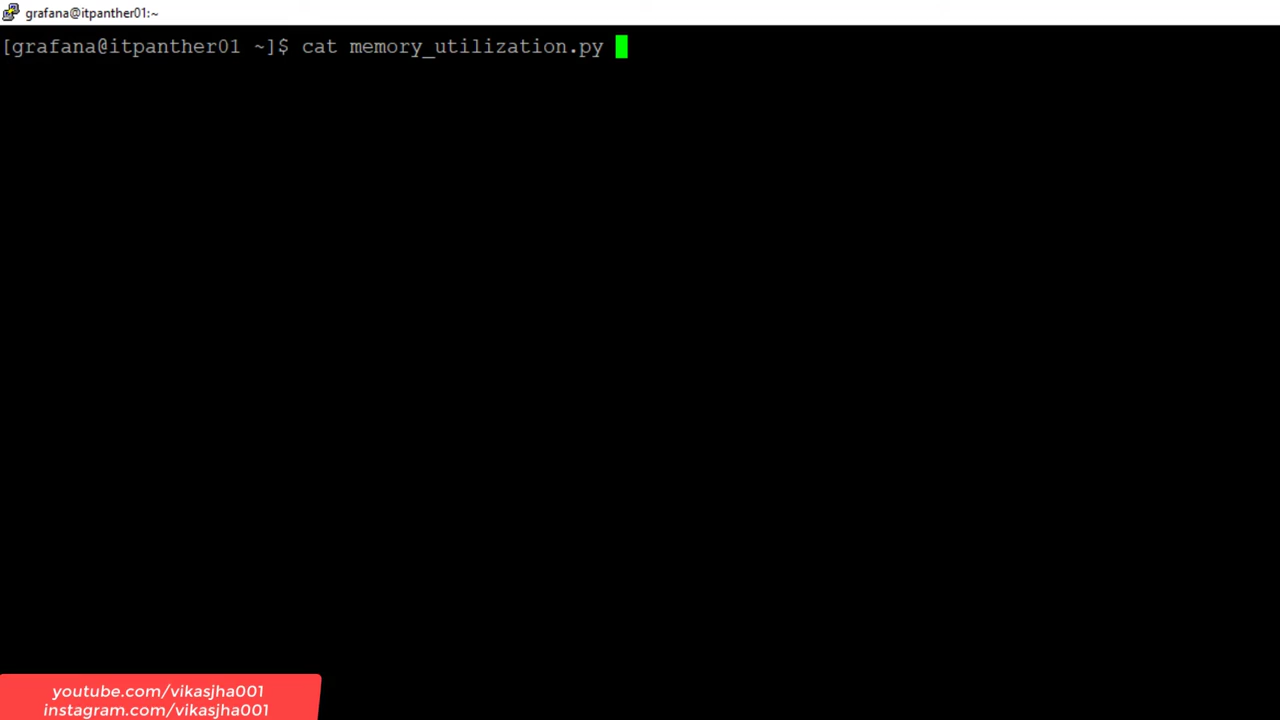 grafana@itpanther01:~
[grafana@itpanther01 ~]$ cat memory_utilization.py
youtube.com/vikasjha001
instagram.com/vikasjha001